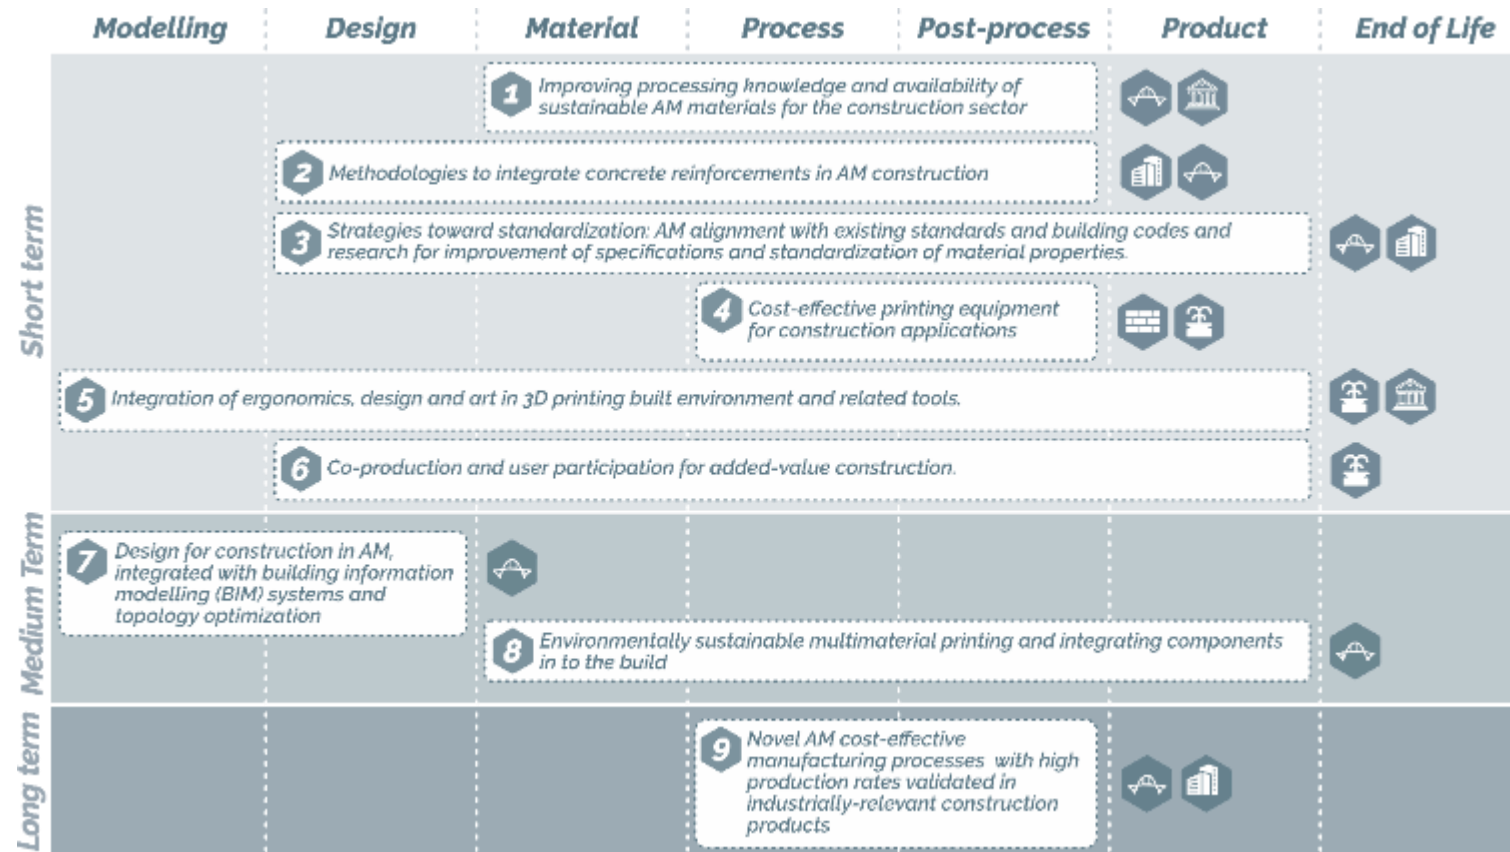 Modelling Design Material Process Post-process Product End of Life
Short term
1 Improving processing knowledge and availability of
sustainable AM materials for the construction sector
2 Methodologies to integrate concrete reinforcements in AM construction
3 Strategies toward standardization: AM alignment with existing standards and building codes and
research for improvement of specifications and standardization of material properties.
4 Cost-effective printing equipment
for construction applications
5 Integration of ergonomics, design and art in 3D printing built environment and related tools.
6 Co-production and user participation for added-value construction.
Medium Term
7 Design for construction in AM,
integrated with building information
modelling (BIM) systems and
topology optimization
8 Environmentally sustainable multimaterial printing and integrating components
in to the build
Long term
9 Novel AM cost-effective
manufacturing processes with high
production rates validated in
industrially-relevant construction
products